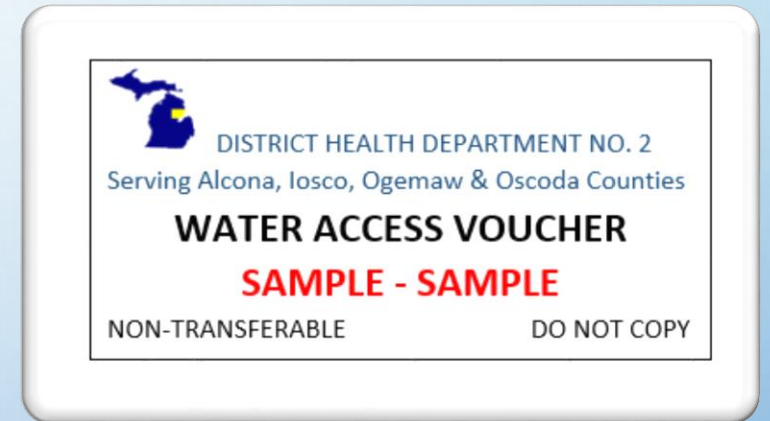 DISTRICT HEALTH DEPARTMENT NO. 2
Serving Alcona, Iosco, Ogemaw & Oscoda Counties
WATER ACCESS VOUCHER
SAMPLE - SAMPLE
NON-TRANSFERABLE DO NOT COPY